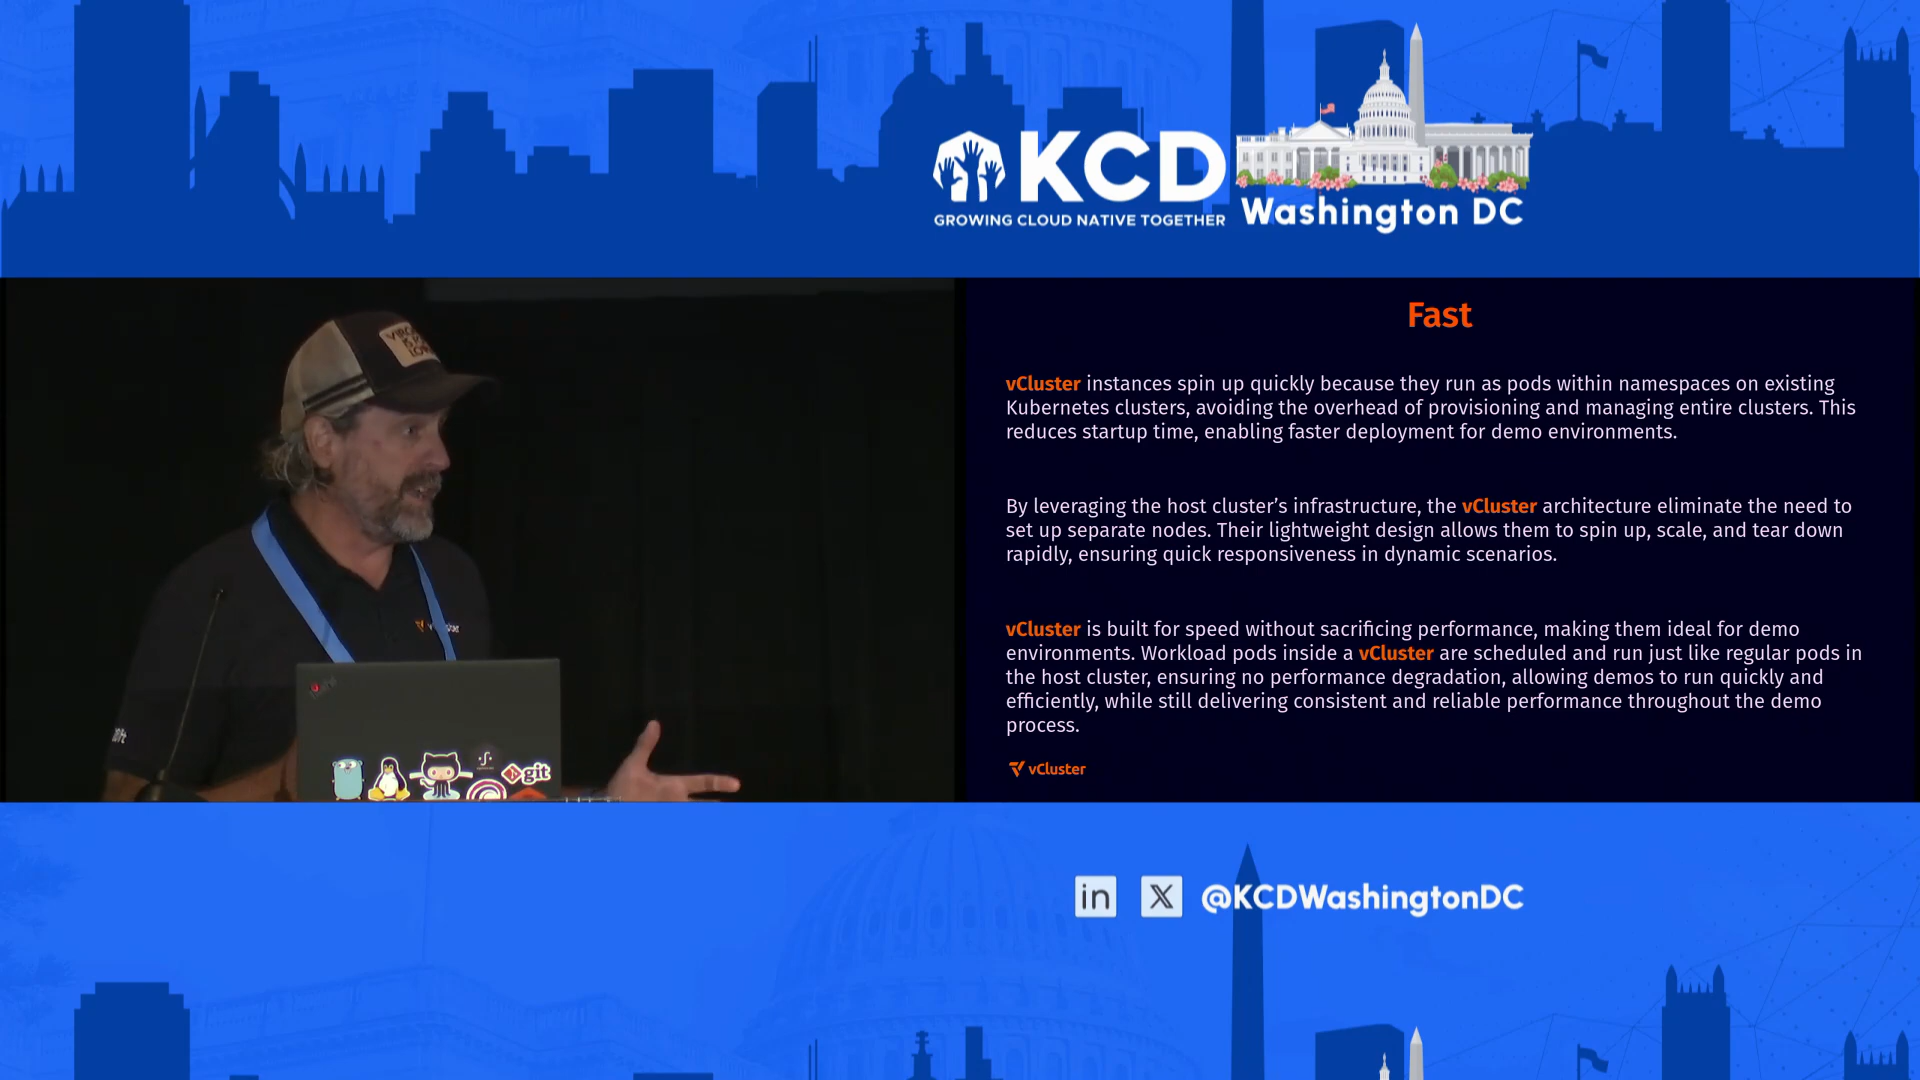 KCD
GROWING CLOUD NATIVE TOGETHER
Washington DC
Fast
vCluster instances spin up quickly because they run as pods within namespaces on existing
Kubernetes clusters, avoiding the overhead of provisioning and managing entire clusters. This
reduces startup time, enabling faster deployment for demo environments.
By leveraging the host cluster’s infrastructure, the vCluster architecture eliminate the need to
set up separate nodes. Their lightweight design allows them to spin up, scale, and tear down
rapidly, ensuring quick responsiveness in dynamic scenarios.
vCluster is built for speed without sacrificing performance, making them ideal for demo
environments. Workload pods inside a vCluster are scheduled and run just like regular pods in
the host cluster, ensuring no performance degradation, allowing demos to run quickly and
efficiently, while still delivering consistent and reliable performance throughout the demo
process.
vCluster
git
in X @KCDWashingtonDC